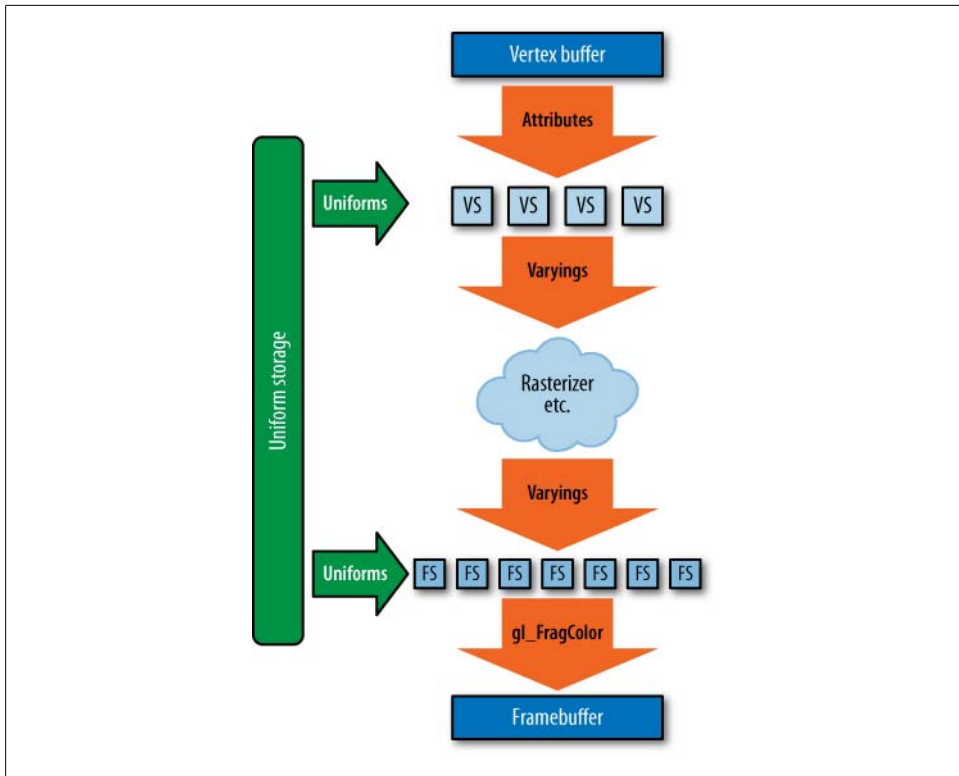 Vertex buffer
Attributes
Uniforms
VS VS VS VS
Varyings
Uniform storage
Rasterizer
etc.
Varyings
Uniforms
FS FS FS FS FS FS FS
gl_FragColor
Framebuffer